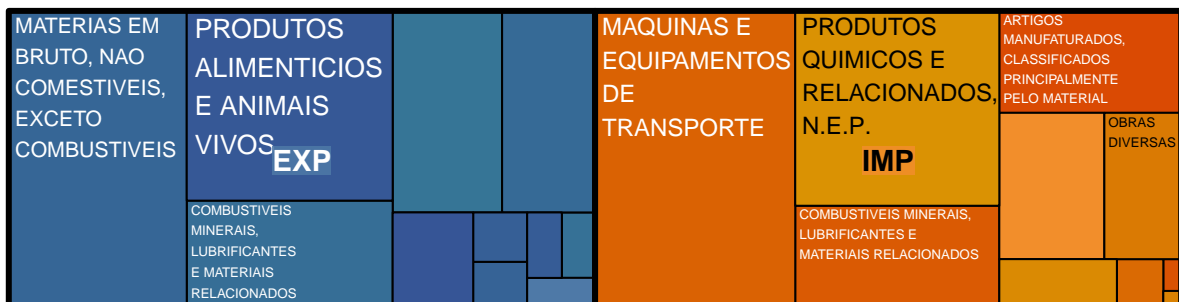 MATERIAS EM
BRUTO, NAO
COMESTIVEIS,
EXCETO
COMBUSTIVEIS
PRODUTOS
ALIMENTICIOS
E ANIMAIS
VIVOS
EXP
COMBUSTIVEIS
MINERAIS,
LUBRIFICANTES
E MATERIAIS
RELACIONADOS
MAQUINAS E
EQUIPAMENTOS
DE
TRANSPORTE
PRODUTOS
QUIMICOS E
RELACIONADOS,
N.E.P.
IMP
COMBUSTIVEIS MINERAIS,
LUBRIFICANTES E
MATERIAIS RELACIONADOS
ARTIGOS
MANUFATURADOS,
CLASSIFICADOS
PRINCIPALMENTE
PELO MATERIAL
OBRAS
DIVERSAS